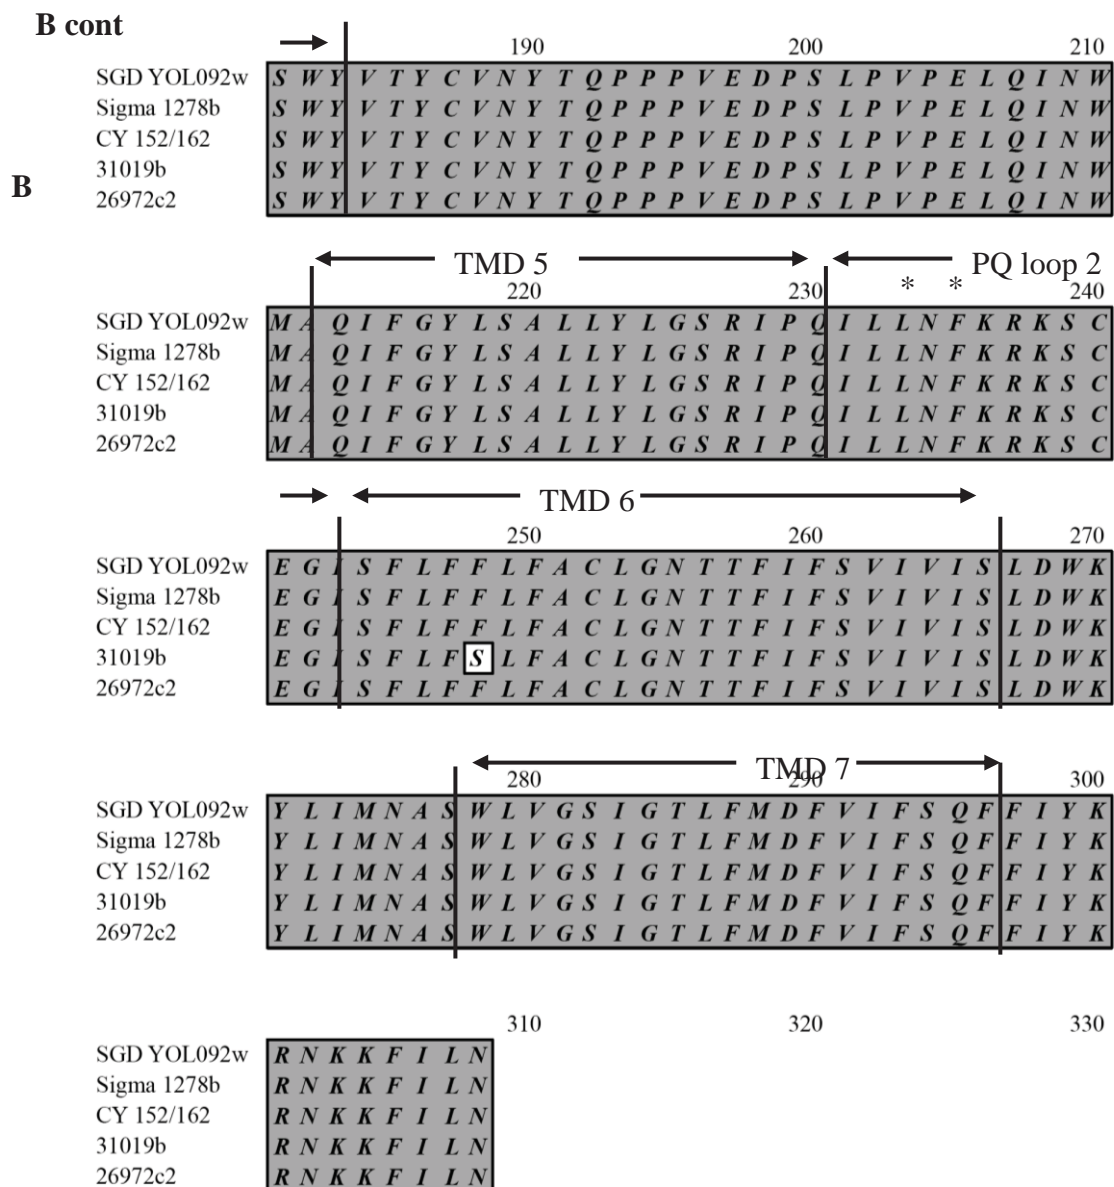 B cont
190 200 210
SGD YOL092w S W Y V T Y C V N Y T Q P P P V E D P S L P V P E L Q I N W
Sigma 1278b S W Y V T Y C V N Y T Q P P P V E D P S L P V P E L Q I N W
CY 152/162 S W Y V T Y C V N Y T Q P P P V E D P S L P V P E L Q I N W
31019b S W Y V T Y C V N Y T Q P P P V E D P S L P V P E L Q I N W
B
26972c2 S W Y V T Y C V N Y T Q P P P V E D P S L P V P E L Q I N W
TMD 5 PQ loop 2
* *
220 230 240
SGD YOL092w M A Q I F G Y L S A L L Y L G S R I P Q I L L N F K R K S C
Sigma 1278b M A Q I F G Y L S A L L Y L G S R I P Q I L L N F K R K S C
CY 152/162 M A Q I F G Y L S A L L Y L G S R I P Q I L L N F K R K S C
31019b M A Q I F G Y L S A L L Y L G S R I P Q I L L N F K R K S C
26972c2 M A Q I F G Y L S A L L Y L G S R I P Q I L L N F K R K S C
TMD 6
250 260 270
SGD YOL092w E G I S F L F F L F A C L G N T T F I F S V I V I S L D W K
Sigma 1278b E G I S F L F F L F A C L G N T T F I F S V I V I S L D W K
CY 152/162 E G I S F L F F L F A C L G N T T F I F S V I V I S L D W K
31019b E G I S F L F S L F A C L G N T T F I F S V I V I S L D W K
26972c2 E G I S F L F F L F A C L G N T T F I F S V I V I S L D W K
TMD 7
280 290 300
SGD YOL092w Y L I M N A S W L V G S I G T L F M D F V I F S Q F F I Y K
Sigma 1278b Y L I M N A S W L V G S I G T L F M D F V I F S Q F F I Y K
CY 152/162 Y L I M N A S W L V G S I G T L F M D F V I F S Q F F I Y K
31019b Y L I M N A S W L V G S I G T L F M D F V I F S Q F F I Y K
26972c2 Y L I M N A S W L V G S I G T L F M D F V I F S Q F F I Y K
310 320 330
SGD YOL092w R N K K F I L N
Sigma 1278b R N K K F I L N
CY 152/162 R N K K F I L N
31019b R N K K F I L N
26972c2 R N K K F I L N